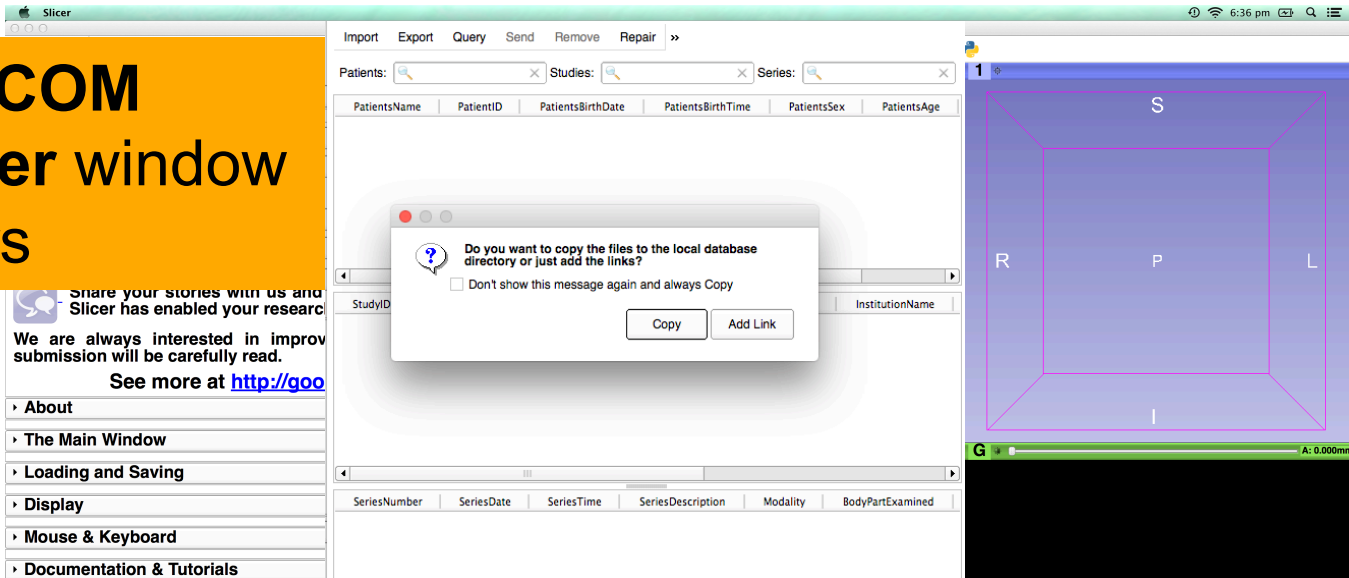 Slicer
6:36 pm
COM
er window
s
Share your stories with us and
Slicer has enabled your researc
We are always interested in improv
submission will be carefully read.
See more at http://goo
About
The Main Window
Loading and Saving
Display
Mouse & Keyboard
Documentation & Tutorials
Import Export Query Send Remove Repair »
Patients: Studies: Series:
PatientsName PatientID PatientsBirthDate PatientsBirthTime PatientsSex PatientsAge
Do you want to copy the files to the local database
directory or just add the links?
Don't show this message again and always Copy
Copy Add Link
StudyID InstitutionName
SeriesNumber SeriesDate SeriesTime SeriesDescription Modality BodyPartExamined
1
S
R P L
I
G A: 0.000mm